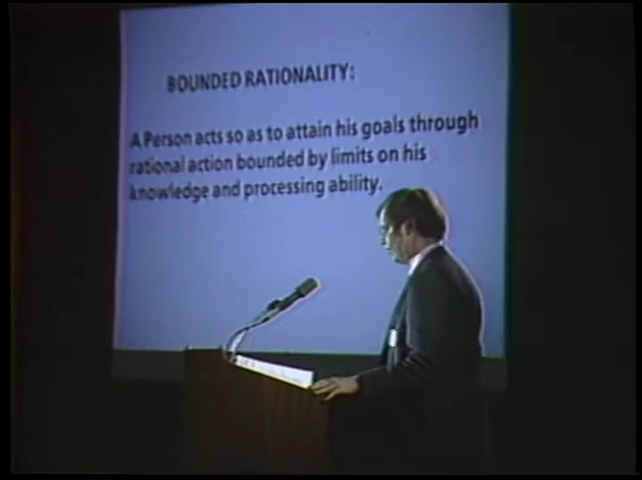 BOUNDED RATIONALITY:
A Person acts so as to attain his goals through
rational action bounded by limits on his
knowledge and processing ability.